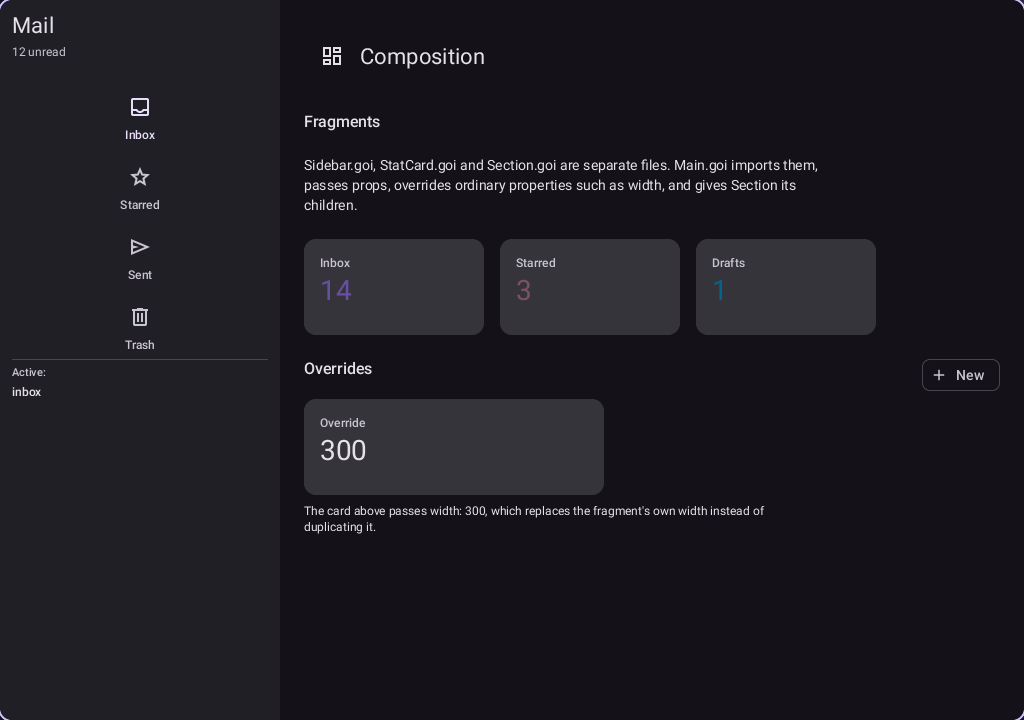 Mail
12 unread
Inbox
Starred
Sent
Trash
Active:
inbox
Composition
Fragments
Sidebar.goi, StatCard.goi and Section.goi are separate files. Main.goi imports them,
passes props, overrides ordinary properties such as width, and gives Section its
children.
Inbox
14
Starred
3
Drafts
1
Overrides
New
Override
300
The card above passes width: 300, which replaces the fragment's own width instead of
duplicating it.